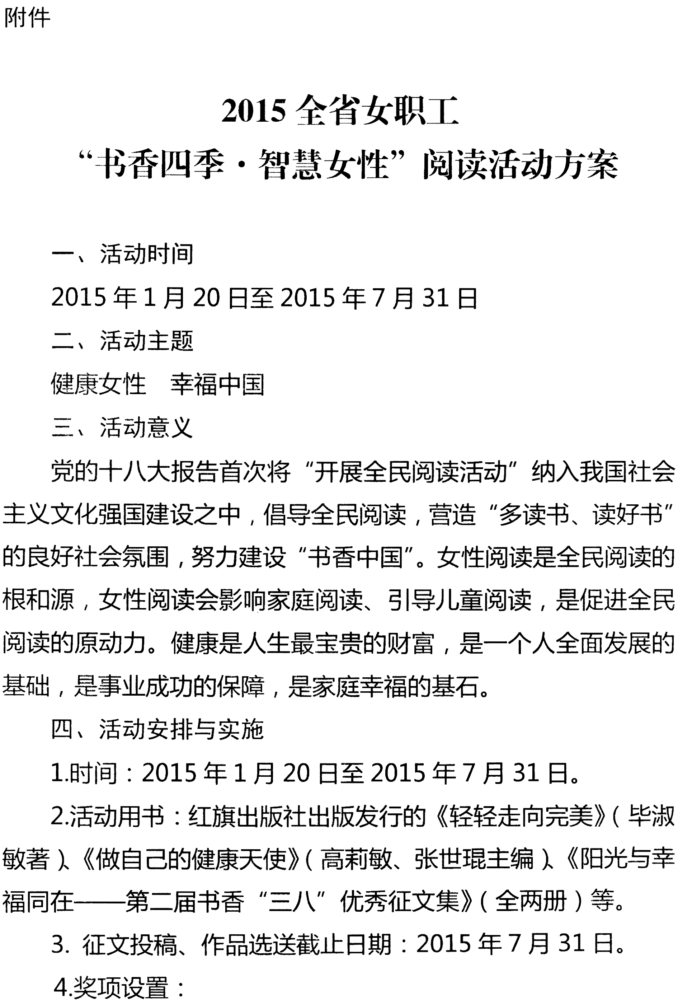 附件
2015 全省女职工
“书香四季·智慧女性”阅读活动方案
一、活动时间
2015 年 1 月 20 日至 2015 年 7 月 31 日
二、活动主题
健康女性　幸福中国
三、活动意义
党的十八大报告首次将“开展全民阅读活动”纳入我国社会
主义文化强国建设之中，倡导全民阅读，营造“多读书、读好书”
的良好社会氛围，努力建设“书香中国”。女性阅读是全民阅读的
根和源，女性阅读会影响家庭阅读、引导儿童阅读，是促进全民
阅读的原动力。健康是人生最宝贵的财富，是一个人全面发展的
基础，是事业成功的保障，是家庭幸福的基石。
四、活动安排与实施
1.时间：2015 年 1 月 20 日至 2015 年 7 月 31 日。
2.活动用书：红旗出版社出版发行的《轻轻走向完美》（毕淑
敏著）、《做自己的健康天使》（高莉敏、张世琨主编）、《阳光与幸
福同在——第二届书香“三八”优秀征文集》（全两册）等。
3. 征文投稿、作品选送截止日期：2015 年 7 月 31 日。
4.奖项设置：